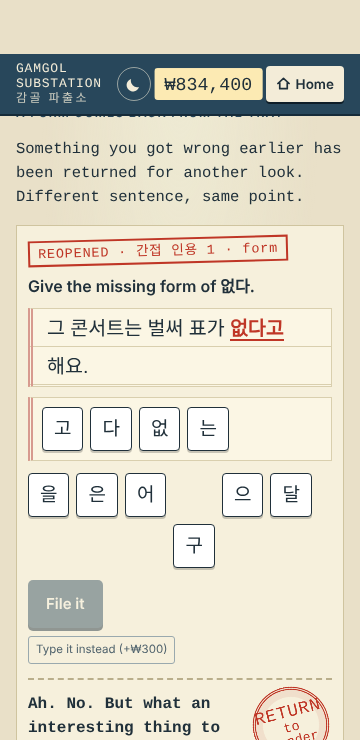 GAMGOL
SUBSTATION
감골 파출소
₩834,400
Home
Something you got wrong earlier has
been returned for another look.
Different sentence, same point.
REOPENED · 간접 인용 1 · form
Give the missing form of 없다.
그 콘서트는 벌써 표가 없다고
해요.
고 다 없 는
을 은 어 으 달
구
File it
Type it instead (+₩300)
Ah. No. But what an
interesting thing to
RETURN
to